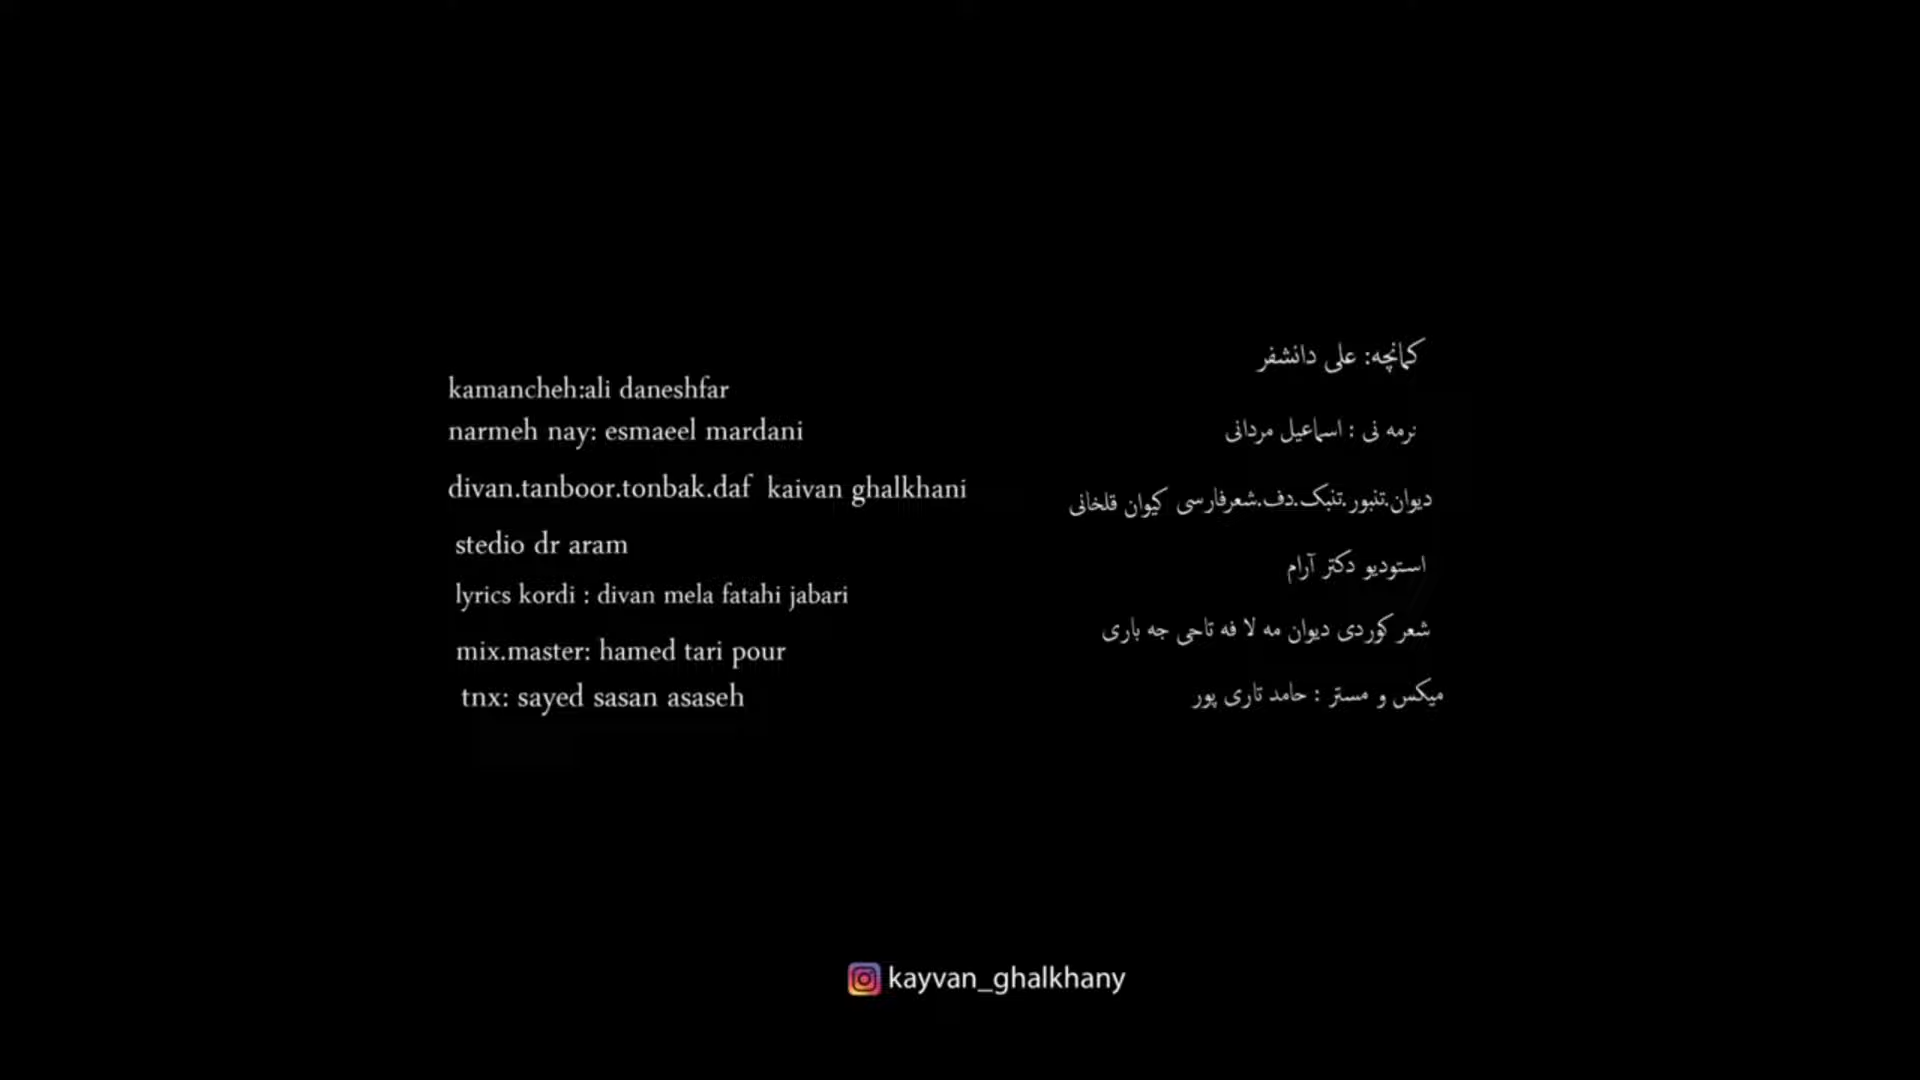 kamancheh:ali daneshfar
narmeh nay: esmaeel mardani
divan.tanboor.tonbak.daf kaivan ghalkhani
stedio dr aram
lyrics kordi : divan mela fatahi jabari
mix.master: hamed tari pour
tnx: sayed sasan asaseh
کمانچه: علی دانشفر
نرمه نی : اسماعیل مردانی
دیوان.تنبور.تنبک.دف.شعرفارسی کیوان قلخانی
استودیو دکتر آرام
شعر کوردی دیوان مه لا فه تاحی جه باری
میکس و مستر : حامد تاری پور
kayvan_ghalkhany